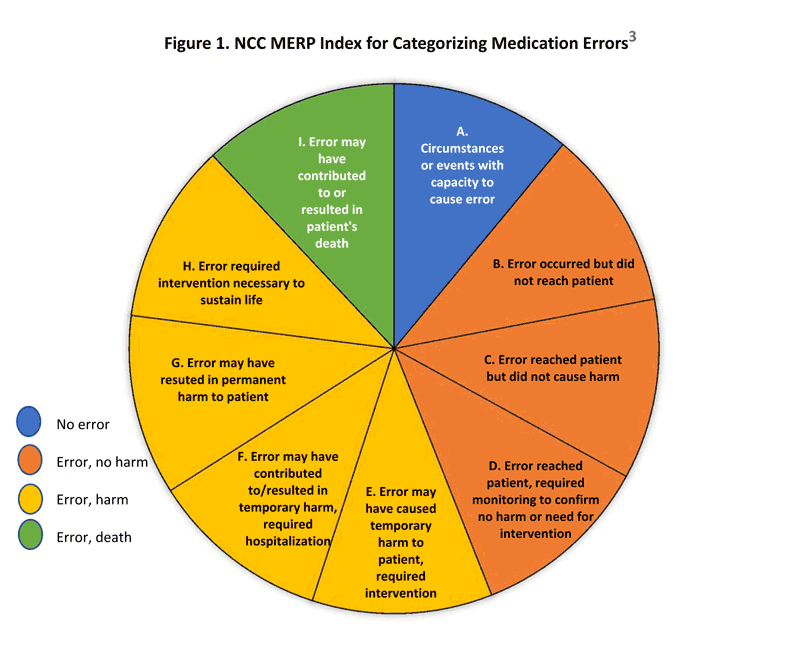 Figure 1. NCC MERP Index for Categorizing Medication Errors3
A.
Circumstances
or events with
capacity to
cause error
B. Error occurred but did
not reach patient
C. Error reached patient
but did not cause harm
D. Error reached
patient, required
monitoring to confirm
no harm or need for
intervention
E. Error may
have caused
temporary
harm to
patient,
required
intervention
F. Error may have
contributed
to/resulted in
temporary harm,
required
hospitalization
G. Error may have
resuted in permanent
harm to patient
H. Error required
intervention necessary to
sustain life
I. Error may
have
contributed
to or
resulted in
patient's
death
No error
Error, no harm
Error, harm
Error, death